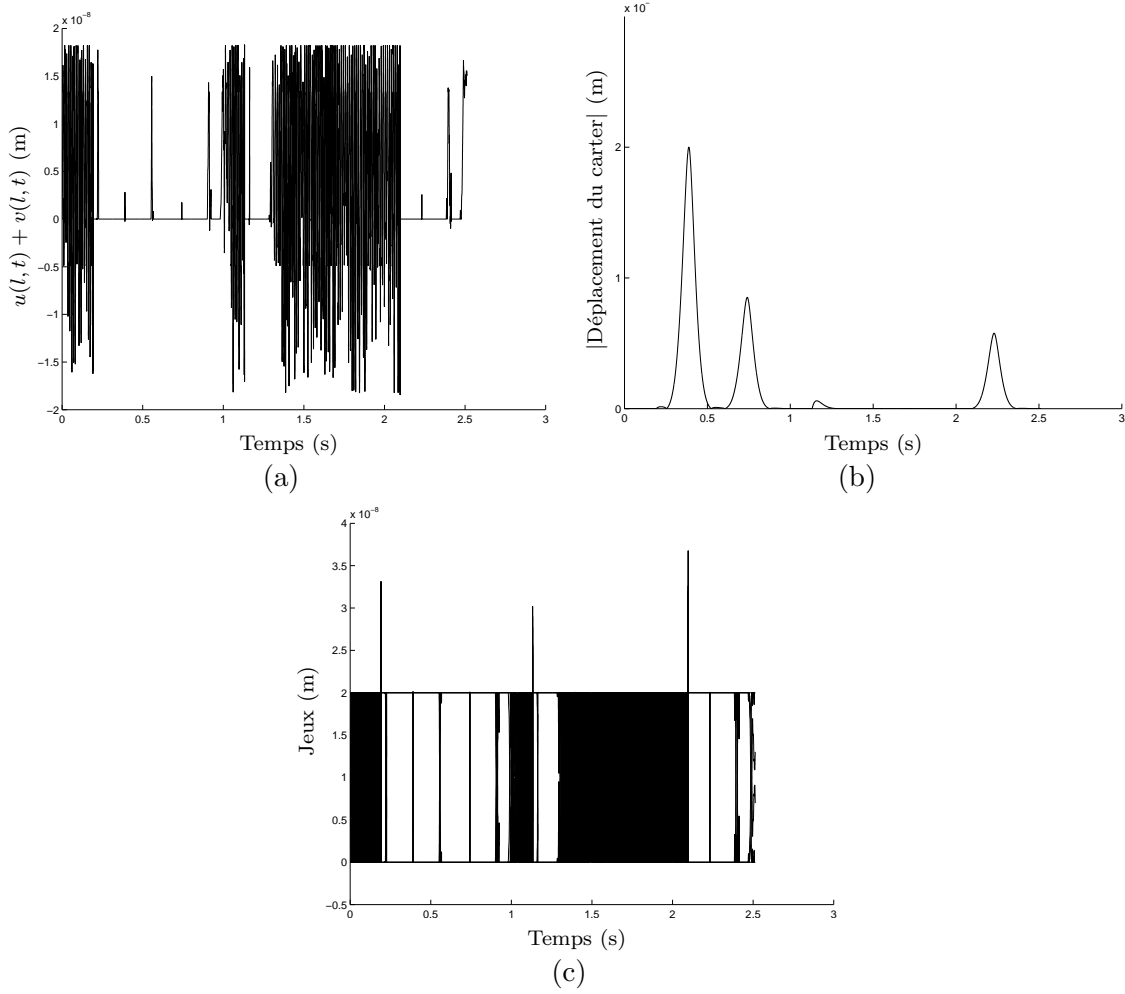 x 10⁻⁸
2
1.5
1
0.5
0
−0.5
−1
−1.5
−2
0 0.5 1 1.5 2 2.5 3
u(l, t) + v(l, t) (m)
Temps (s)
(a)
x 10⁻
2
1
0
0 0.5 1 1.5 2 2.5 3
|Déplacement du carter| (m)
Temps (s)
(b)
x 10⁻⁸
4
3.5
3
2.5
2
1.5
1
0.5
0
−0.5
0 0.5 1 1.5 2 2.5 3
Jeux (m)
Temps (s)
(c)